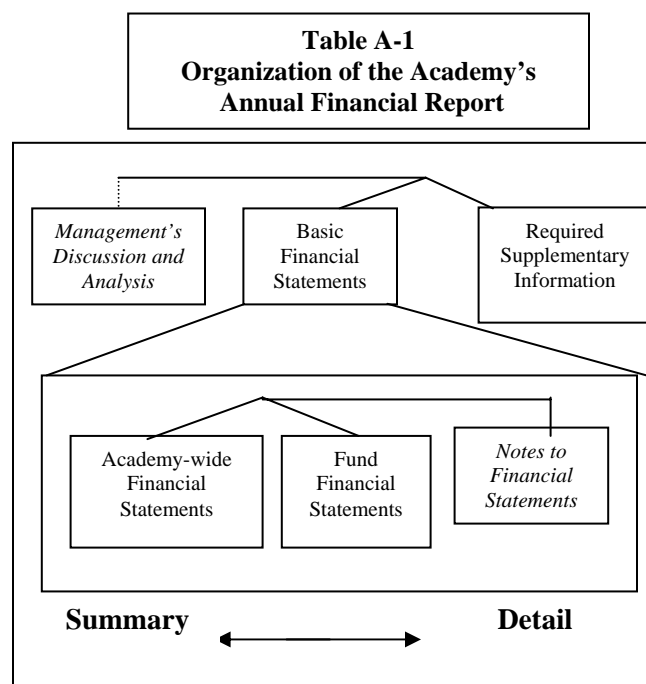 Table A-1
Organization of the Academy’s
Annual Financial Report
Management’s
Discussion and
Analysis
Basic
Financial
Statements
Required
Supplementary
Information
Academy-wide
Financial
Statements
Fund
Financial
Statements
Notes to
Financial
Statements
Summary
Detail